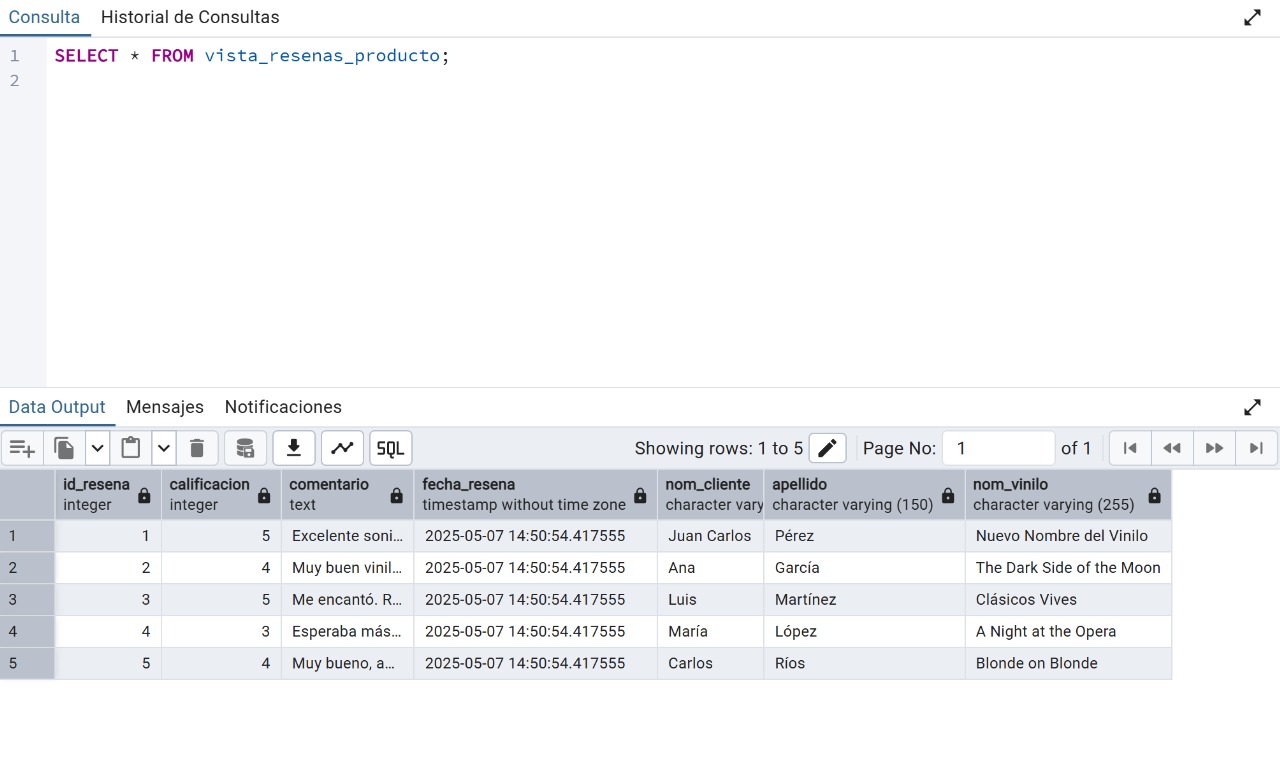 Consulta Historial de Consultas
1 SELECT * FROM vista_resenas_producto;
2
Data Output Mensajes Notificaciones
SQL Showing rows: 1 to 5 Page No: 1 of 1
id_resena calificacion comentario fecha_resena nom_cliente apellido nom_vinilo
integer integer text timestamp without time zone character vary character varying (150) character varying (255)
1 1 5 Excelente soni... 2025-05-07 14:50:54.417555 Juan Carlos Pérez Nuevo Nombre del Vinilo
2 2 4 Muy buen vinil... 2025-05-07 14:50:54.417555 Ana García The Dark Side of the Moon
3 3 5 Me encantó. R... 2025-05-07 14:50:54.417555 Luis Martínez Clásicos Vives
4 4 3 Esperaba más... 2025-05-07 14:50:54.417555 María López A Night at the Opera
5 5 4 Muy bueno, a... 2025-05-07 14:50:54.417555 Carlos Ríos Blonde on Blonde